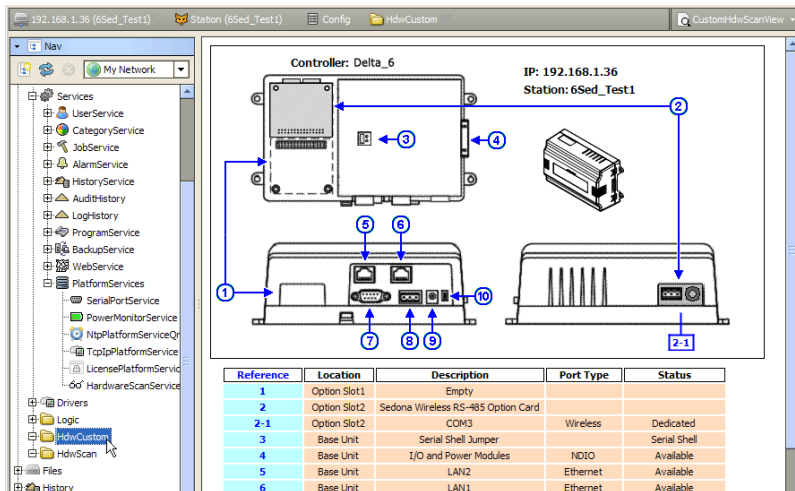 192.168.1.36 (6Sed_Test1) Station (6Sed_Test1) Config HdwCustom CustomHdwScanView
Nav
My Network
Services
UserService
CategoryService
JobService
AlarmService
HistoryService
AuditHistory
LogHistory
ProgramService
BackupService
WebService
PlatformServices
SerialPortService
PowerMonitorService
NtpPlatformServiceQn
TcpIpPlatformService
LicensePlatformServic
HardwareScanService
Drivers
Logic
HdwCustom
HdwScan
Files
History
Controller: Delta_6
IP: 192.168.1.36
Station: 6Sed_Test1
2
3
4
5
6
1
10
7
8
9
2-1
Reference Location Description Port Type Status
1 Option Slot1 Empty
2 Option Slot2 Sedona Wireless RS-485 Option Card
2-1 Option Slot2 COM3 Wireless Dedicated
3 Base Unit Serial Shell Jumper Serial Shell
4 Base Unit I/O and Power Modules NDIO Available
5 Base Unit LAN2 Ethernet Available
6 Base Unit LAN1 Ethernet Available